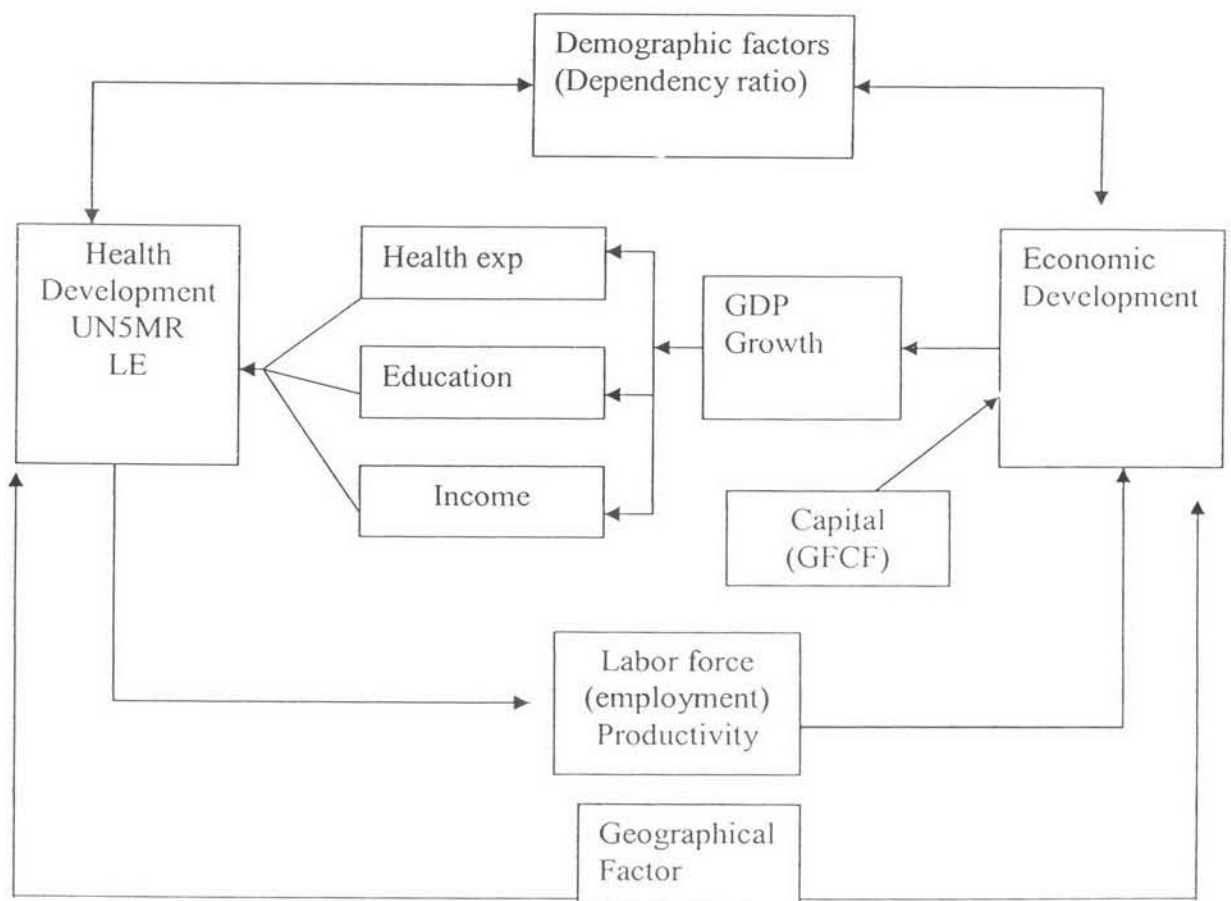 Demographic factors
(Dependency ratio)
Health
Development
UN5MR
LE
Health exp
Education
Income
GDP
Growth
Economic
Development
Capital
(GFCF)
Labor force
(employment)
Productivity
Geographical
Factor